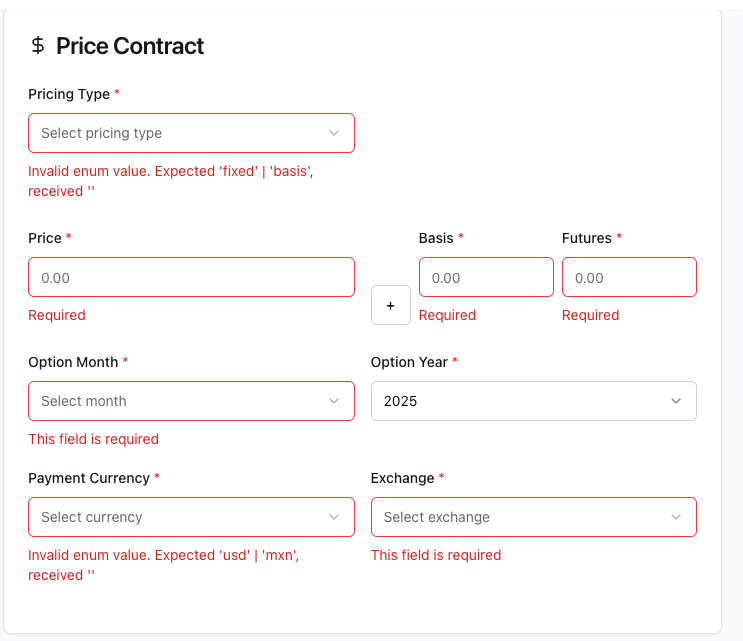 $ Price Contract
Pricing Type *
Select pricing type
Invalid enum value. Expected 'fixed' | 'basis',
received ''
Price *
Basis *
Futures *
0.00
0.00
0.00
+
Required
Required
Required
Option Month *
Option Year *
Select month
2025
This field is required
Payment Currency *
Exchange *
Select currency
Select exchange
Invalid enum value. Expected 'usd' | 'mxn',
received ''
This field is required